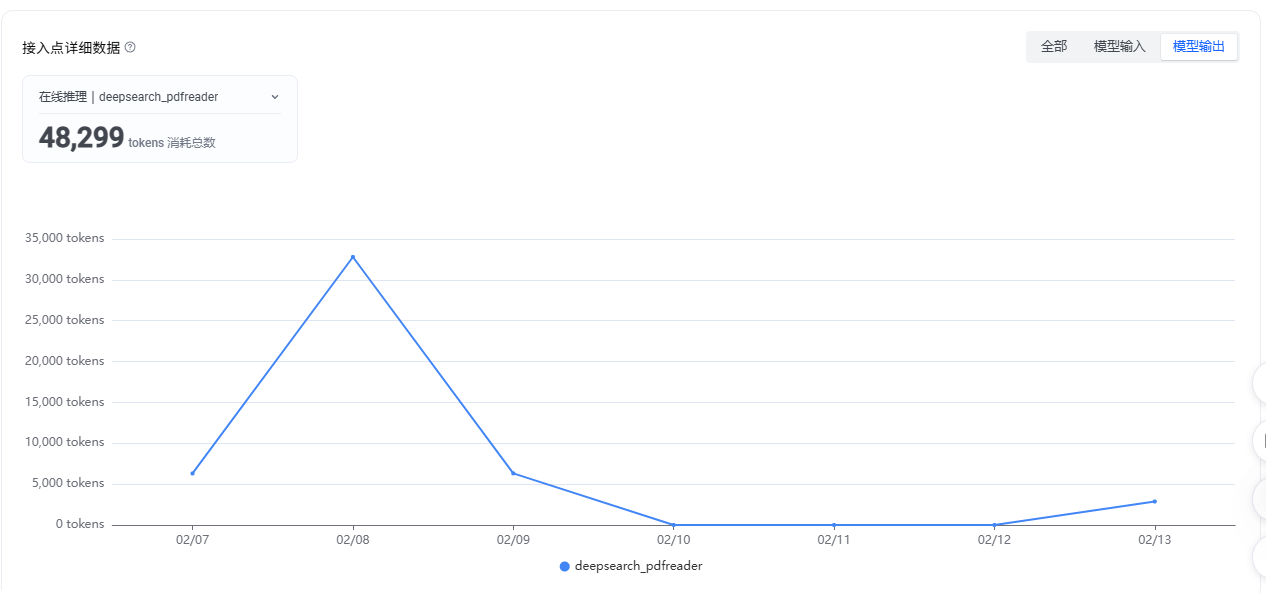 接入点详细数据
全部 模型输入 模型输出
在线推理 | deepsearch_pdfreader
48,299 tokens 消耗总数
35,000 tokens
30,000 tokens
25,000 tokens
20,000 tokens
15,000 tokens
10,000 tokens
5,000 tokens
0 tokens
02/07 02/08 02/09 02/10 02/11 02/12 02/13
deepsearch_pdfreader